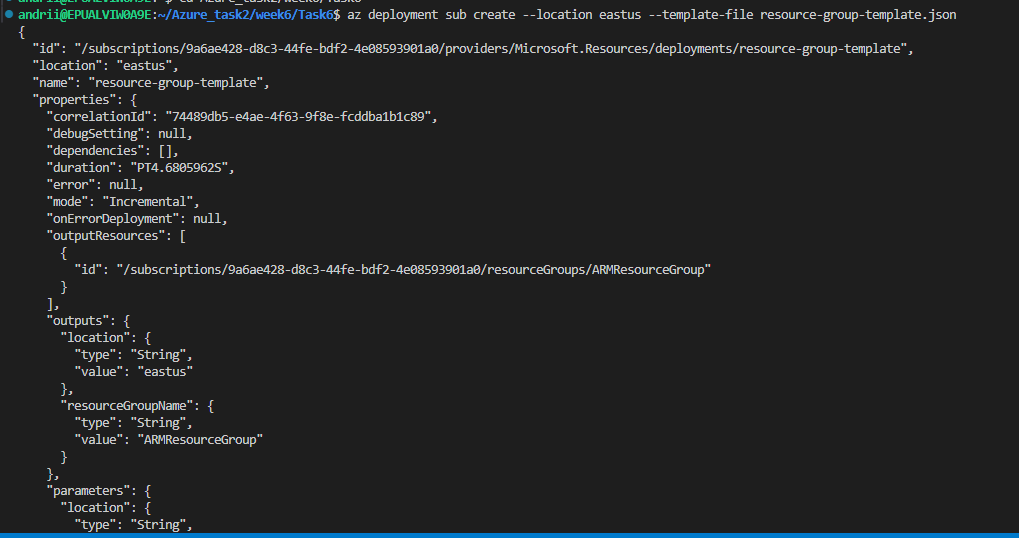 andrii@EPUALVIW0A9E:~/Azure_task2/week6/Task6$ az deployment sub create --location eastus --template-file resource-group-template.json
{
  "id": "/subscriptions/9a6ae428-d8c3-44fe-bdf2-4e08593901a0/providers/Microsoft.Resources/deployments/resource-group-template",
  "location": "eastus",
  "name": "resource-group-template",
  "properties": {
    "correlationId": "74489db5-e4ae-4f63-9f8e-fcddba1b1c89",
    "debugSetting": null,
    "dependencies": [],
    "duration": "PT4.6805962S",
    "error": null,
    "mode": "Incremental",
    "onErrorDeployment": null,
    "outputResources": [
      {
        "id": "/subscriptions/9a6ae428-d8c3-44fe-bdf2-4e08593901a0/resourceGroups/ARMResourceGroup"
      }
    ],
    "outputs": {
      "location": {
        "type": "String",
        "value": "eastus"
      },
      "resourceGroupName": {
        "type": "String",
        "value": "ARMResourceGroup"
      }
    },
    "parameters": {
      "location": {
        "type": "String",